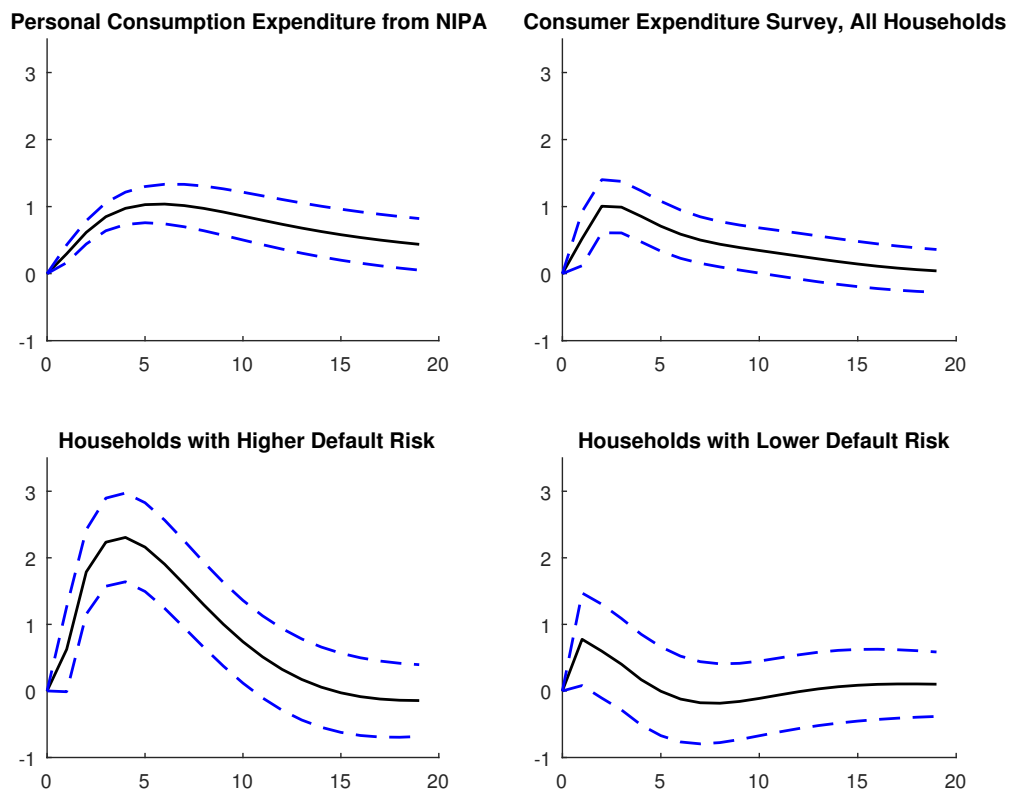 Personal Consumption Expenditure from NIPA
3
2
1
0
-1
0 5 10 15 20
Consumer Expenditure Survey, All Households
3
2
1
0
-1
0 5 10 15 20
Households with Higher Default Risk
3
2
1
0
-1
0 5 10 15 20
Households with Lower Default Risk
3
2
1
0
-1
0 5 10 15 20